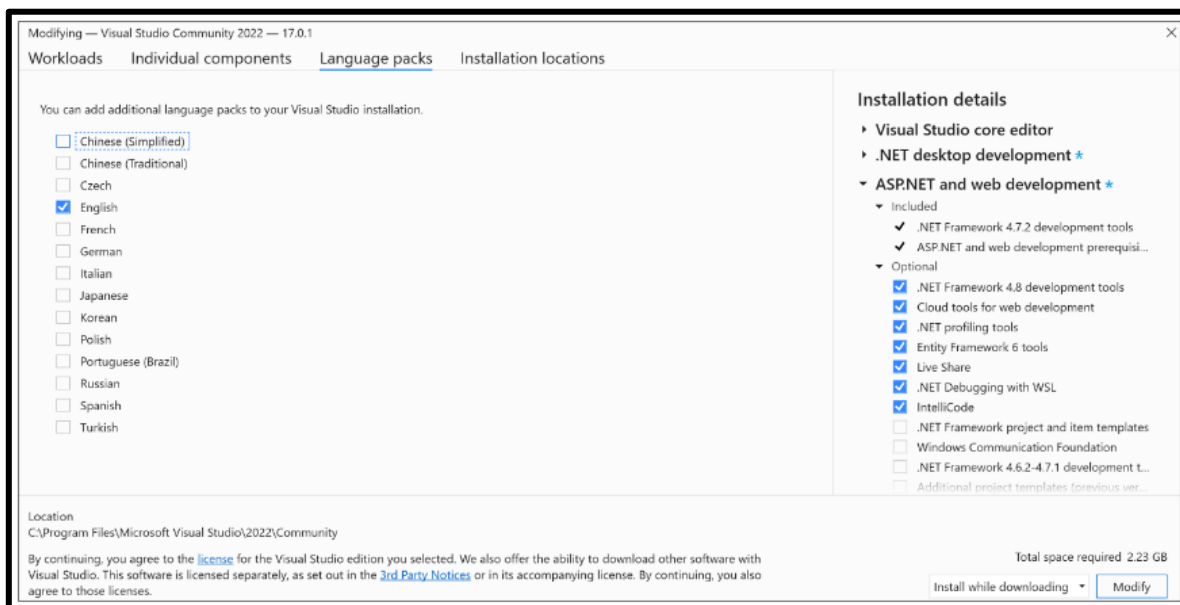 Modifying — Visual Studio Community 2022 — 17.0.1
Workloads Individual components Language packs Installation locations
You can add additional language packs to your Visual Studio installation.
Chinese (Simplified)
Chinese (Traditional)
Czech
English
French
German
Italian
Japanese
Korean
Polish
Portuguese (Brazil)
Russian
Spanish
Turkish
Installation details
Visual Studio core editor
.NET desktop development *
ASP.NET and web development *
Included
.NET Framework 4.7.2 development tools
ASP.NET and web development prerequisi...
Optional
.NET Framework 4.8 development tools
Cloud tools for web development
.NET profiling tools
Entity Framework 6 tools
Live Share
.NET Debugging with WSL
IntelliCode
.NET Framework project and item templates
Windows Communication Foundation
.NET Framework 4.6.2-4.7.1 development t...
Additional project templates (previous ver...
Location
C:\Program Files\Microsoft Visual Studio\2022\Community
By continuing, you agree to the license for the Visual Studio edition you selected. We also offer the ability to download other software with
Visual Studio. This software is licensed separately, as set out in the 3rd Party Notices or in its accompanying license. By continuing, you also
agree to those licenses.
Total space required 2.23 GB
Install while downloading Modify